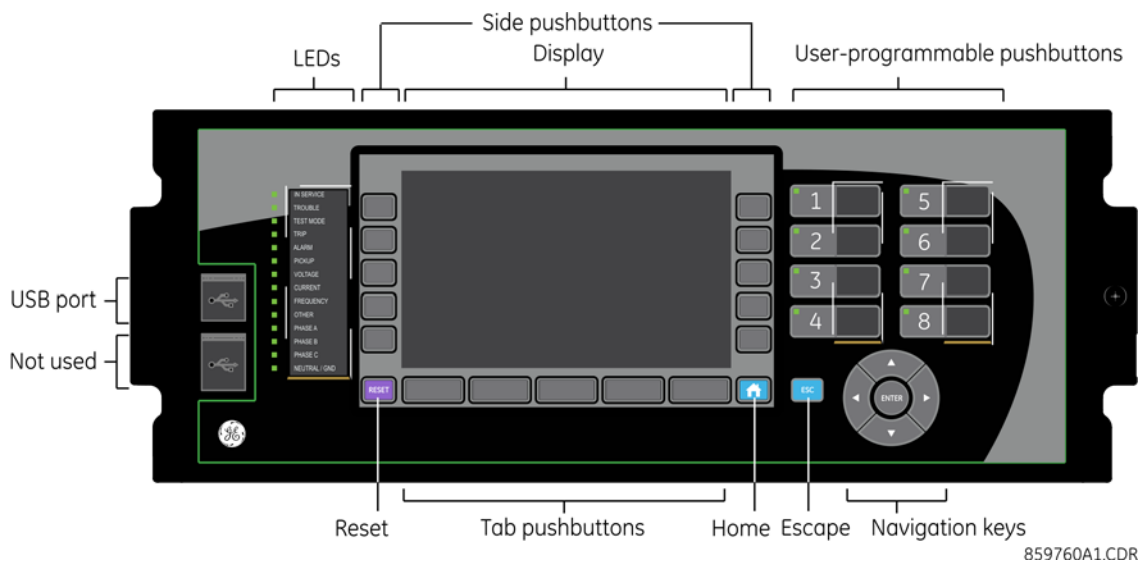 Side pushbuttons
LEDs
Display
User-programmable pushbuttons
IN SERVICE
TROUBLE
TEST MODE
TRIP
ALARM
PICKUP
VOLTAGE
CURRENT
FREQUENCY
OTHER
PHASE A
PHASE B
PHASE C
NEUTRAL / GND
1
5
2
6
3
7
4
8
USB port
Not used
RESET
ESC
ENTER
GE
Reset
Tab pushbuttons
Home
Escape
Navigation keys
859760A1.CDR